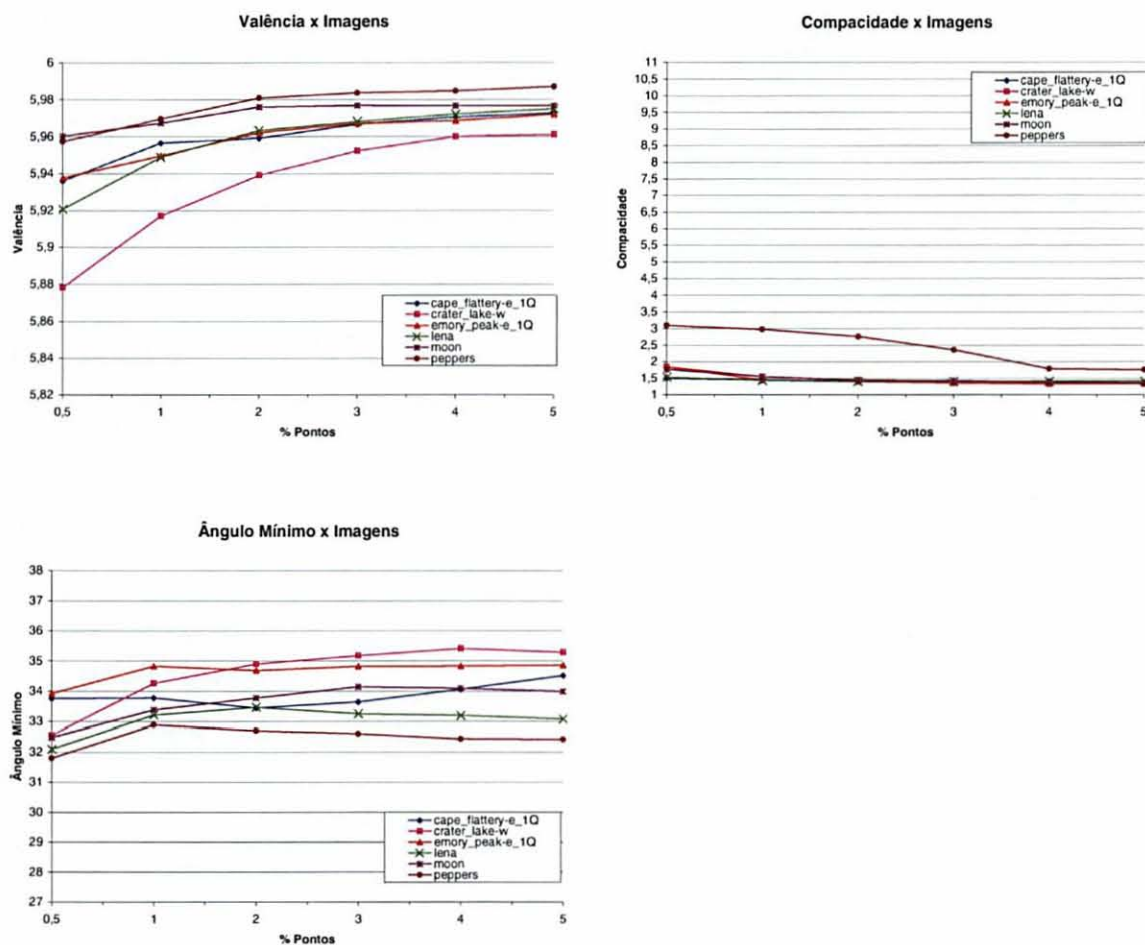 Valência x Imagens
6
5,98
5,96
5,94
5,92
5,9
5,88
5,86
5,84
5,82
Valência
0,5 1 2 3 4 5
% Pontos
cape_flattery-e_1Q
crater_lake-w
emory_peak-e_1Q
lena
moon
peppers
Compacidade x Imagens
11
10,5
10
9,5
9
8,5
8
7,5
7
6,5
6
5,5
5
4,5
4
3,5
3
2,5
2
1,5
1
Compacidade
0,5 1 2 3 4 5
% Pontos
cape_flattery-e_1Q
crater_lake-w
emory_peak-e_1Q
lena
moon
peppers
Ângulo Mínimo x Imagens
38
37
36
35
34
33
32
31
30
29
28
27
Ângulo Mínimo
0,5 1 2 3 4 5
% Pontos
cape_flattery-e_1Q
crater_lake-w
emory_peak-e_1Q
lena
moon
peppers